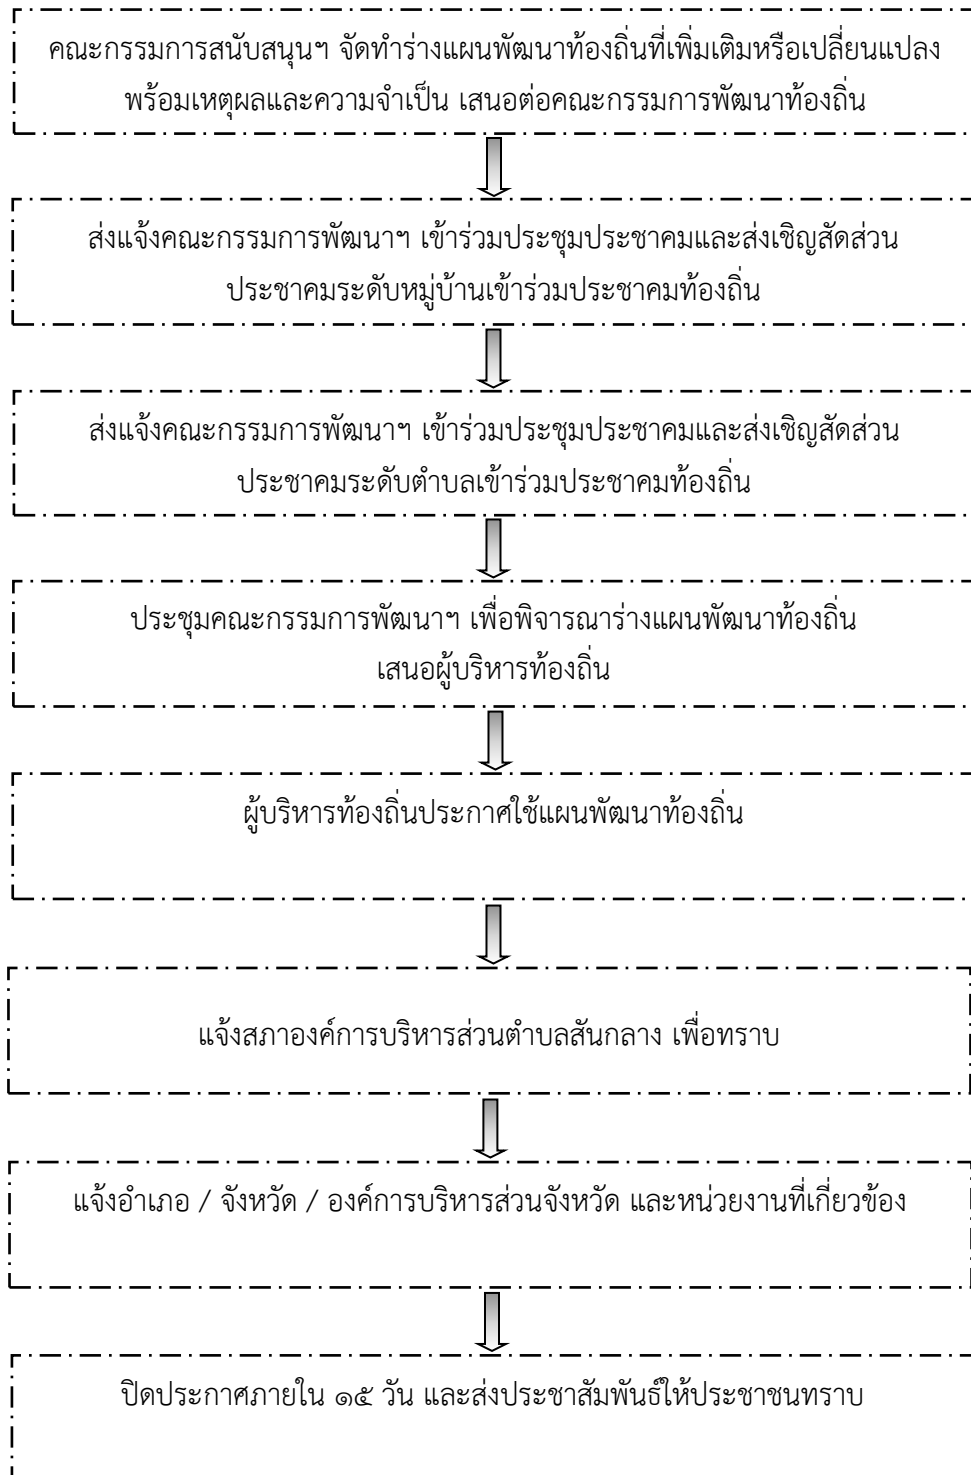 คณะกรรมการสนับสนุนฯ จัดทำร่างแผนพัฒนาท้องถิ่นที่เพิ่มเติมหรือเปลี่ยนแปลง
พร้อมเหตุผลและความจำเป็น เสนอต่อคณะกรรมการพัฒนาท้องถิ่น
ส่งแจ้งคณะกรรมการพัฒนาฯ เข้าร่วมประชุมประชาคมและส่งเชิญสัดส่วน
ประชาคมระดับหมู่บ้านเข้าร่วมประชาคมท้องถิ่น
ส่งแจ้งคณะกรรมการพัฒนาฯ เข้าร่วมประชุมประชาคมและส่งเชิญสัดส่วน
ประชาคมระดับตำบลเข้าร่วมประชาคมท้องถิ่น
ประชุมคณะกรรมการพัฒนาฯ เพื่อพิจารณาร่างแผนพัฒนาท้องถิ่น
เสนอผู้บริหารท้องถิ่น
ผู้บริหารท้องถิ่นประกาศใช้แผนพัฒนาท้องถิ่น
แจ้งสภาองค์การบริหารส่วนตำบลสันกลาง เพื่อทราบ
แจ้งอำเภอ / จังหวัด / องค์การบริหารส่วนจังหวัด และหน่วยงานที่เกี่ยวข้อง
ปิดประกาศภายใน ๑๕ วัน และส่งประชาสัมพันธ์ให้ประชาชนทราบ